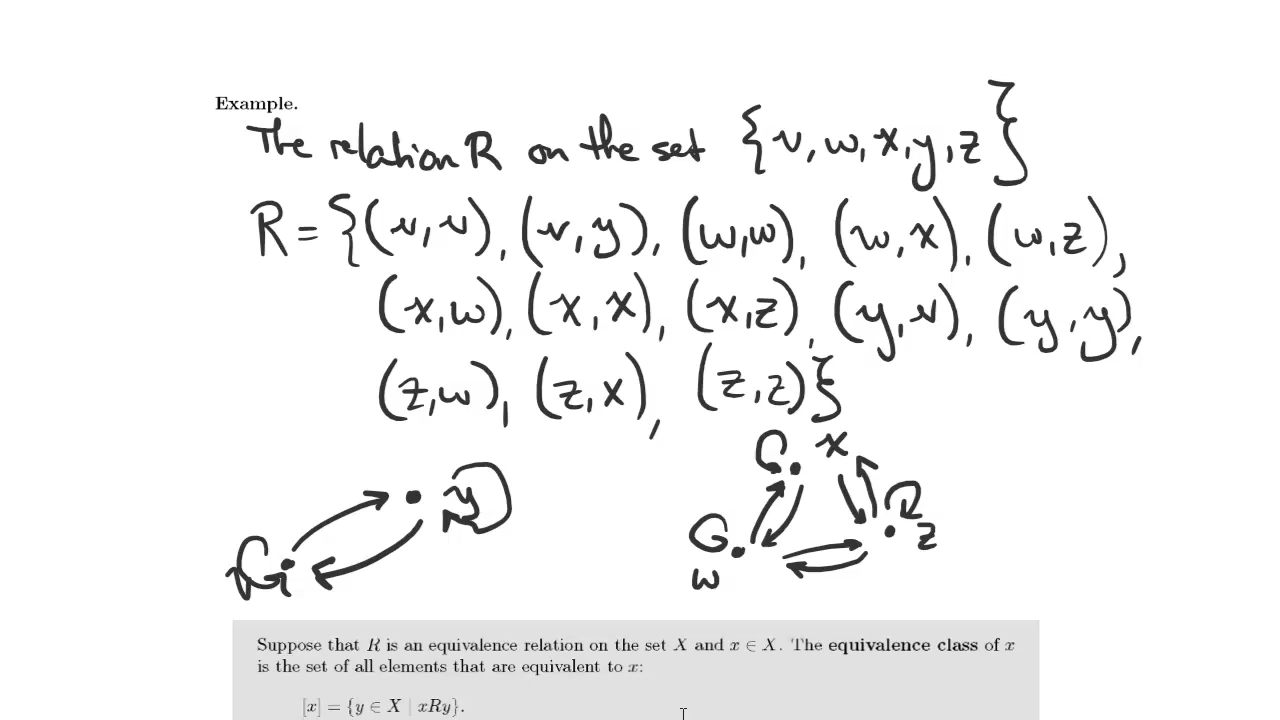 Example.
The relation R on the set {v, w, x, y, z}
R = {(v,v), (v,y), (w,w), (w,x), (w,z),
(x,w), (x,x), (x,z), (y,v), (y,y),
(z,w), (z,x), (z,z)}
x
y
z
v
w
Suppose that R is an equivalence relation on the set X and x ∈ X. The equivalence class of x
is the set of all elements that are equivalent to x:
[x] = {y ∈ X | xRy}.